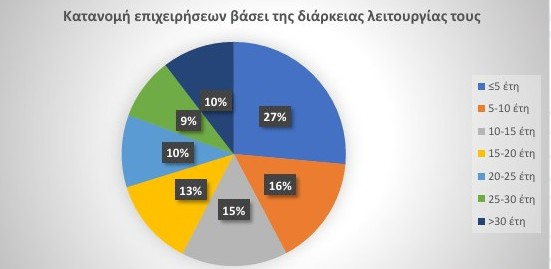 Κατανομή επιχειρήσεων βάσει της διάρκειας λειτουργίας τους
27%
16%
15%
13%
10%
9%
10%
≤5 έτη
5-10 έτη
10-15 έτη
15-20 έτη
20-25 έτη
25-30 έτη
>30 έτη